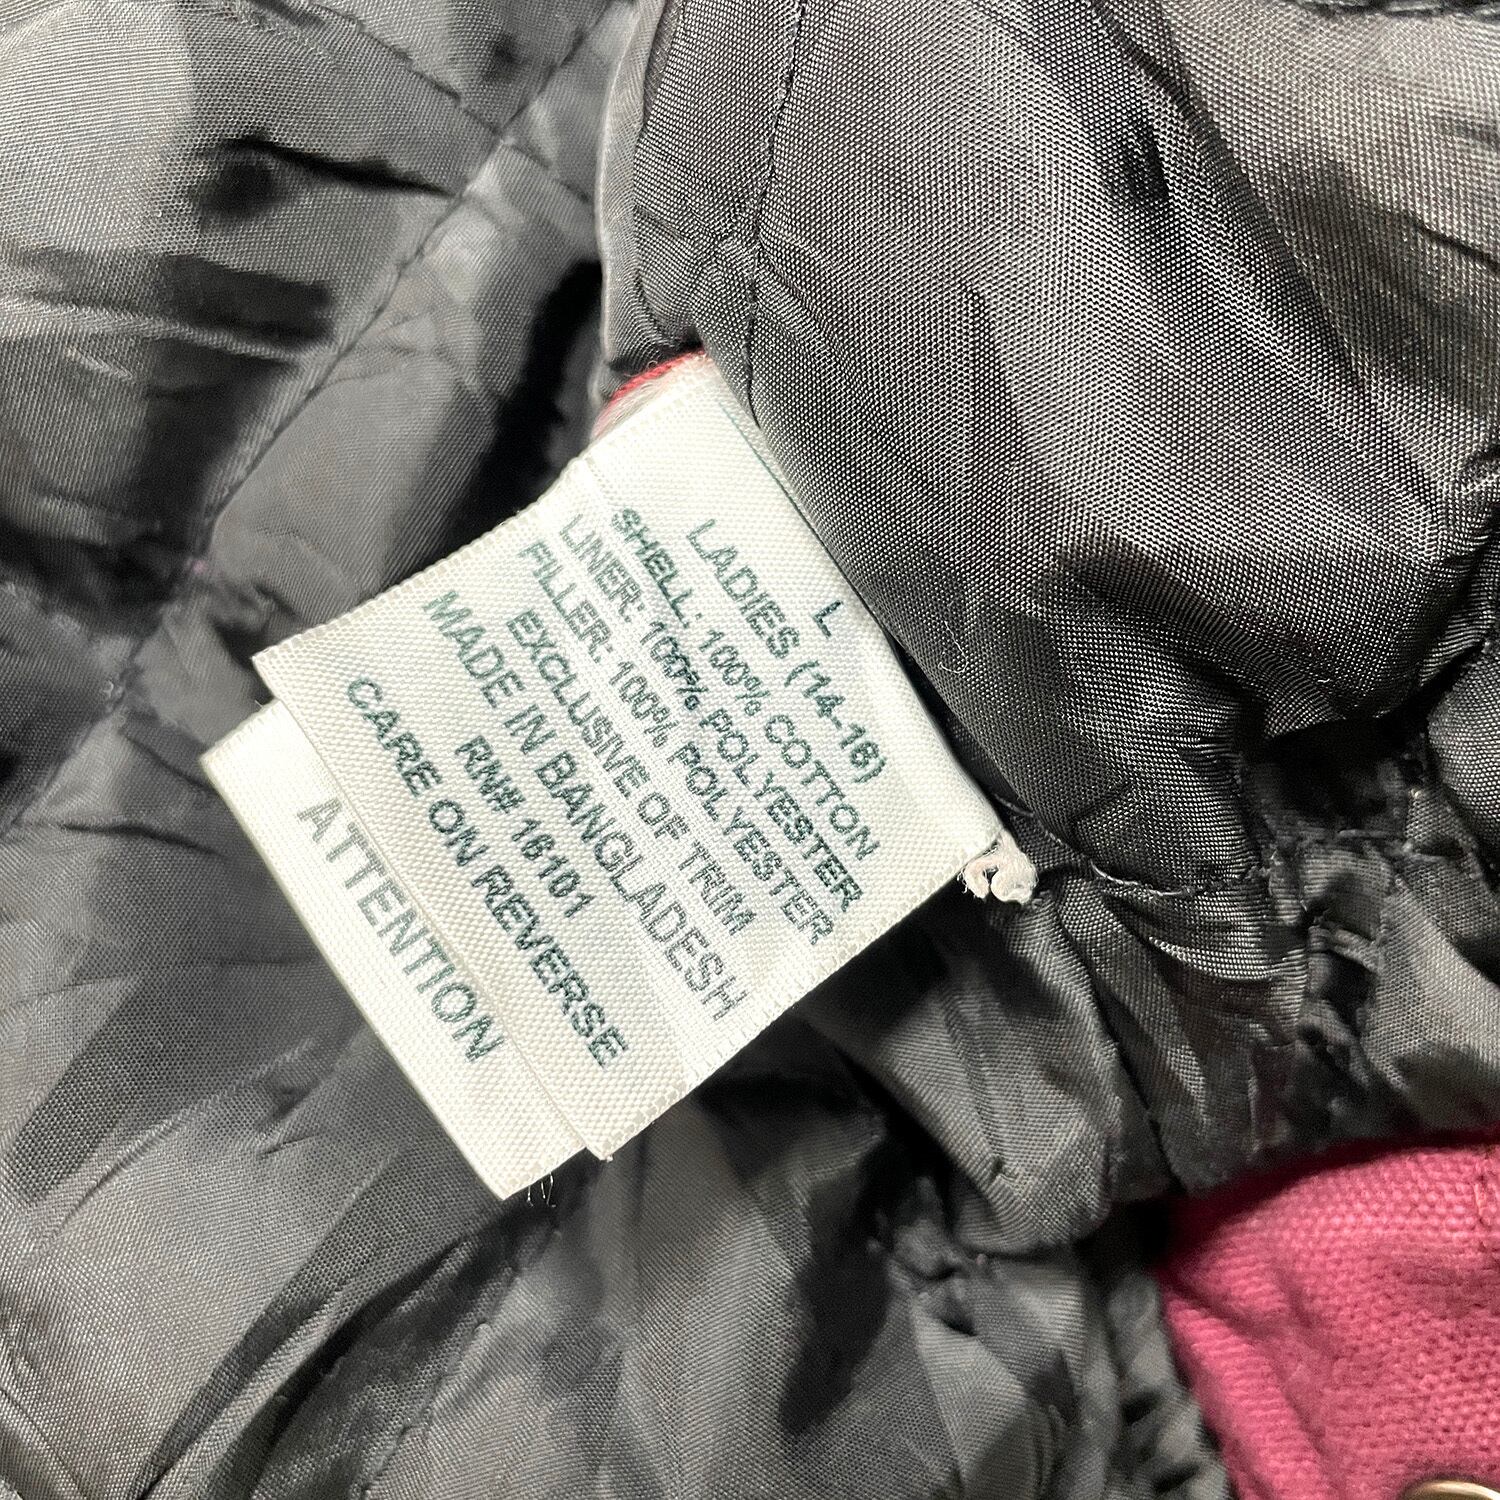 L
LADIES (14-16)
SHELL: 100% COTTON
LINER: 100% POLYESTER
FILLER: 100% POLYESTER
EXCLUSIVE OF TRIM
MADE IN BANGLADESH
RN# 16101
CARE ON REVERSE
ATTENTION